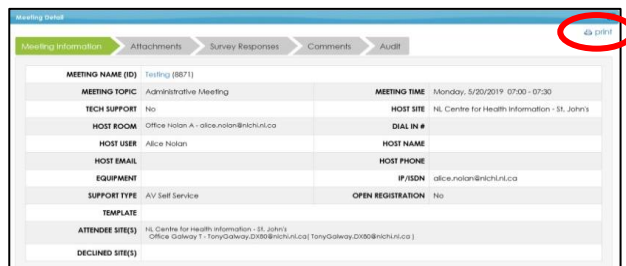 Meeting Detail
print
Meeting Information Attachments Survey Responses Comments Audit
MEETING NAME (ID) Testing (8871)
MEETING TOPIC Administrative Meeting MEETING TIME Monday, 5/20/2019 07:00 - 07:30
TECH SUPPORT No HOST SITE NL Centre for Health Information - St. John's
HOST ROOM Office Nolan A - alice.nolan@nlchi.nl.ca DIAL IN #
HOST USER Alice Nolan HOST NAME
HOST EMAIL HOST PHONE
EQUIPMENT IP/ISDN alice.nolan@nlchi.nl.ca
SUPPORT TYPE AV Self Service OPEN REGISTRATION No
TEMPLATE
ATTENDEE SITE(S) NL Centre for Health Information - St. John's
Office Galway T - TonyGalway.DX80@nlchi.nl.ca( TonyGalway.DX80@nlchi.nl.ca )
DECLINED SITE(S)